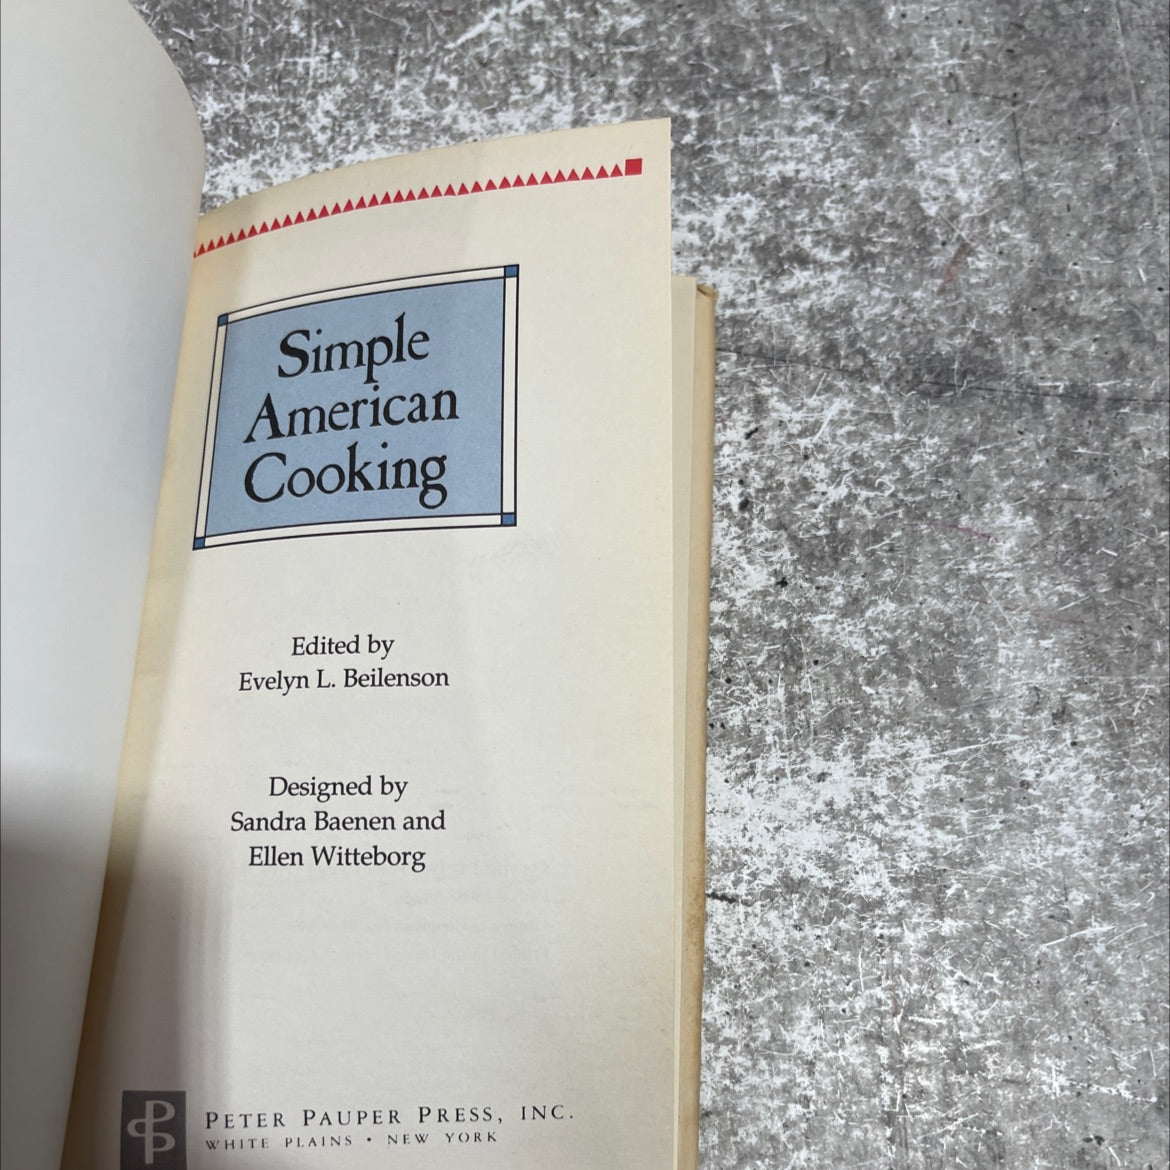 Simple
American
Cooking
Edited by
Evelyn L. Beilenson
Designed by
Sandra Baenen and
Ellen Witteborg
PETER PAUPER PRESS, INC.
WHITE PLAINS • NEW YORK